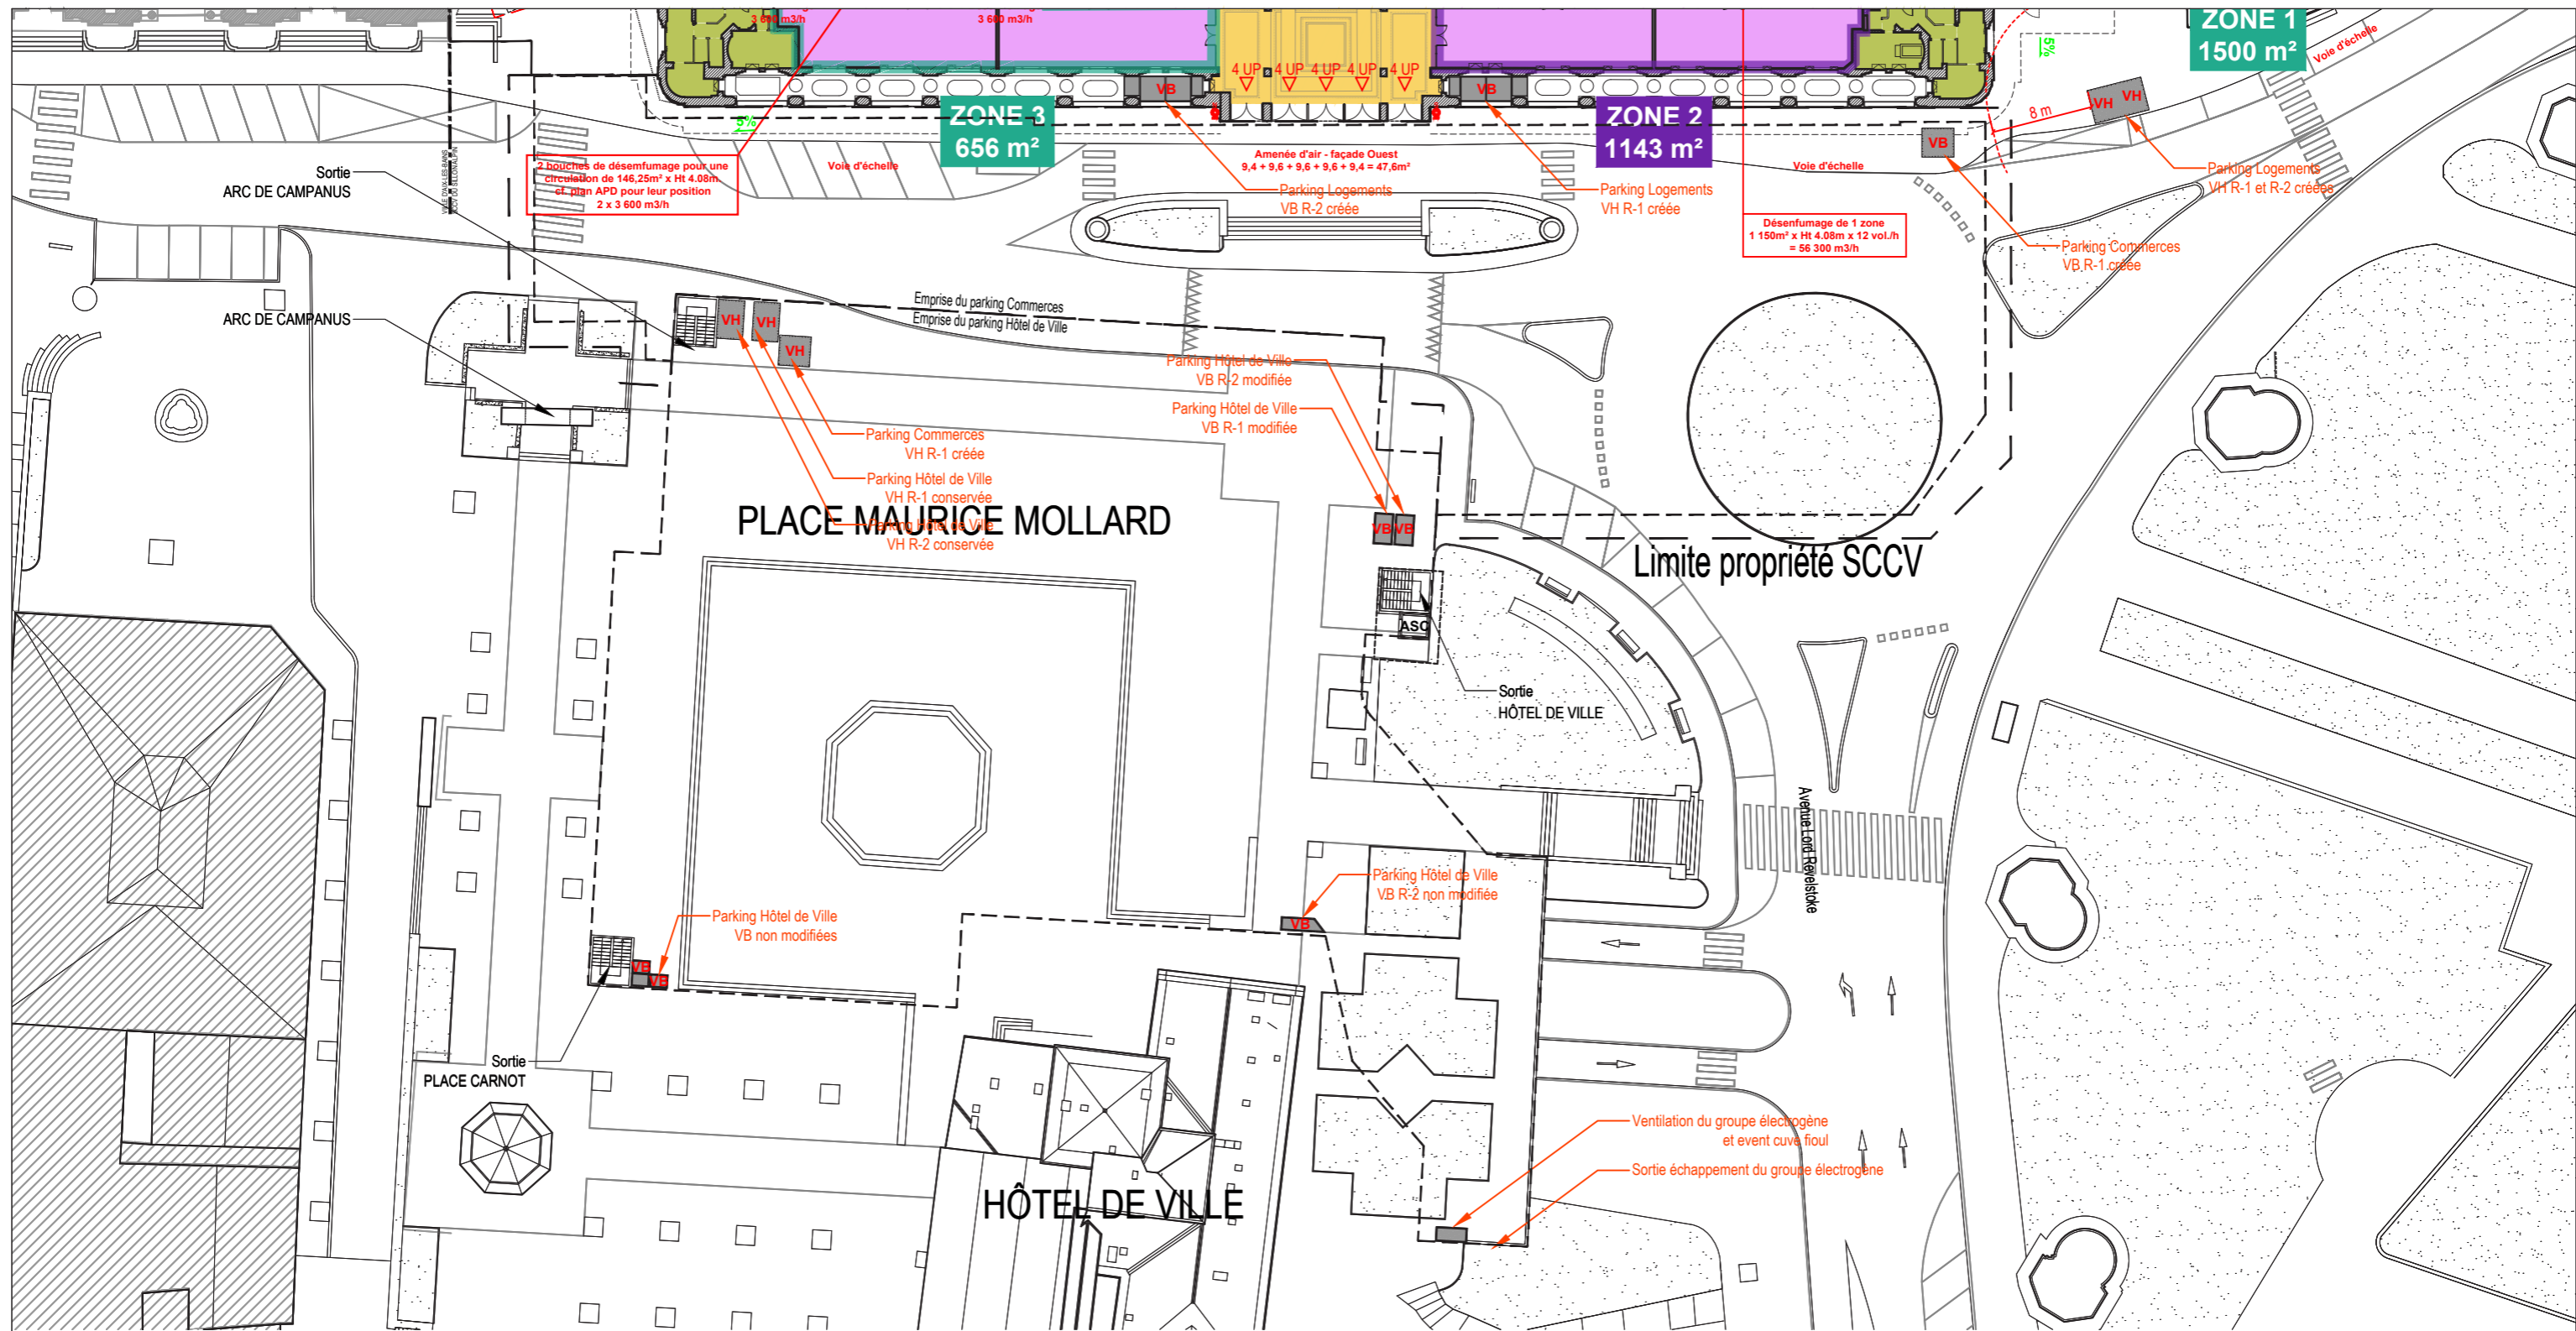 3 600 m3/h
3 600 m3/h
ZONE 1
1500 m²
Voie d'échelle
5%
4 UP
4 UP
4 UP
4 UP
4 UP
VB
VB
VH
VH
8 m
ZONE 3
656 m²
ZONE 2
1143 m²
5%
VB
2 bouches de désemfumage pour une
circulation de 146,25m² x Ht 4.08m
cf. plan APD pour leur position
2 x 3 600 m3/h
Voie d'échelle
Amenée d'air - façade Ouest
9,4 + 9,6 + 9,6 + 9,6 + 9,4 = 47,6m²
Voie d'échelle
Parking Logements
VH R-1 et R-2 créées
Sortie
ARC DE CAMPANUS
Parking Logements
VB R-2 créée
Parking Logements
VH R-1 créée
Désenfumage de 1 zone
1 150m² x Ht 4.08m x 12 vol./h
= 56 300 m3/h
Parking Commerces
VB R-1 créée
ARC DE CAMPANUS
VH
VH
VH
Emprise du parking Commerces
Emprise du parking Hôtel de Ville
Parking Hôtel de Ville
VB R-2 modifiée
Parking Hôtel de Ville
VB R-1 modifiée
Parking Commerces
VH R-1 créée
Parking Hôtel de Ville
VH R-1 conservée
Parking Hôtel de Ville
VH R-2 conservée
PLACE MAURICE MOLLARD
VB
VB
Limite propriété SCCV
ASC
Sortie
HÔTEL DE VILLE
Avenue Lord Revelstoke
Parking Hôtel de Ville
VB R-2 non modifiée
VB
Parking Hôtel de Ville
VB non modifiées
VB
VB
Sortie
PLACE CARNOT
Ventilation du groupe électrogène
et event cuve fioul
Sortie échappement du groupe électrogène
HÔTEL DE VILLE